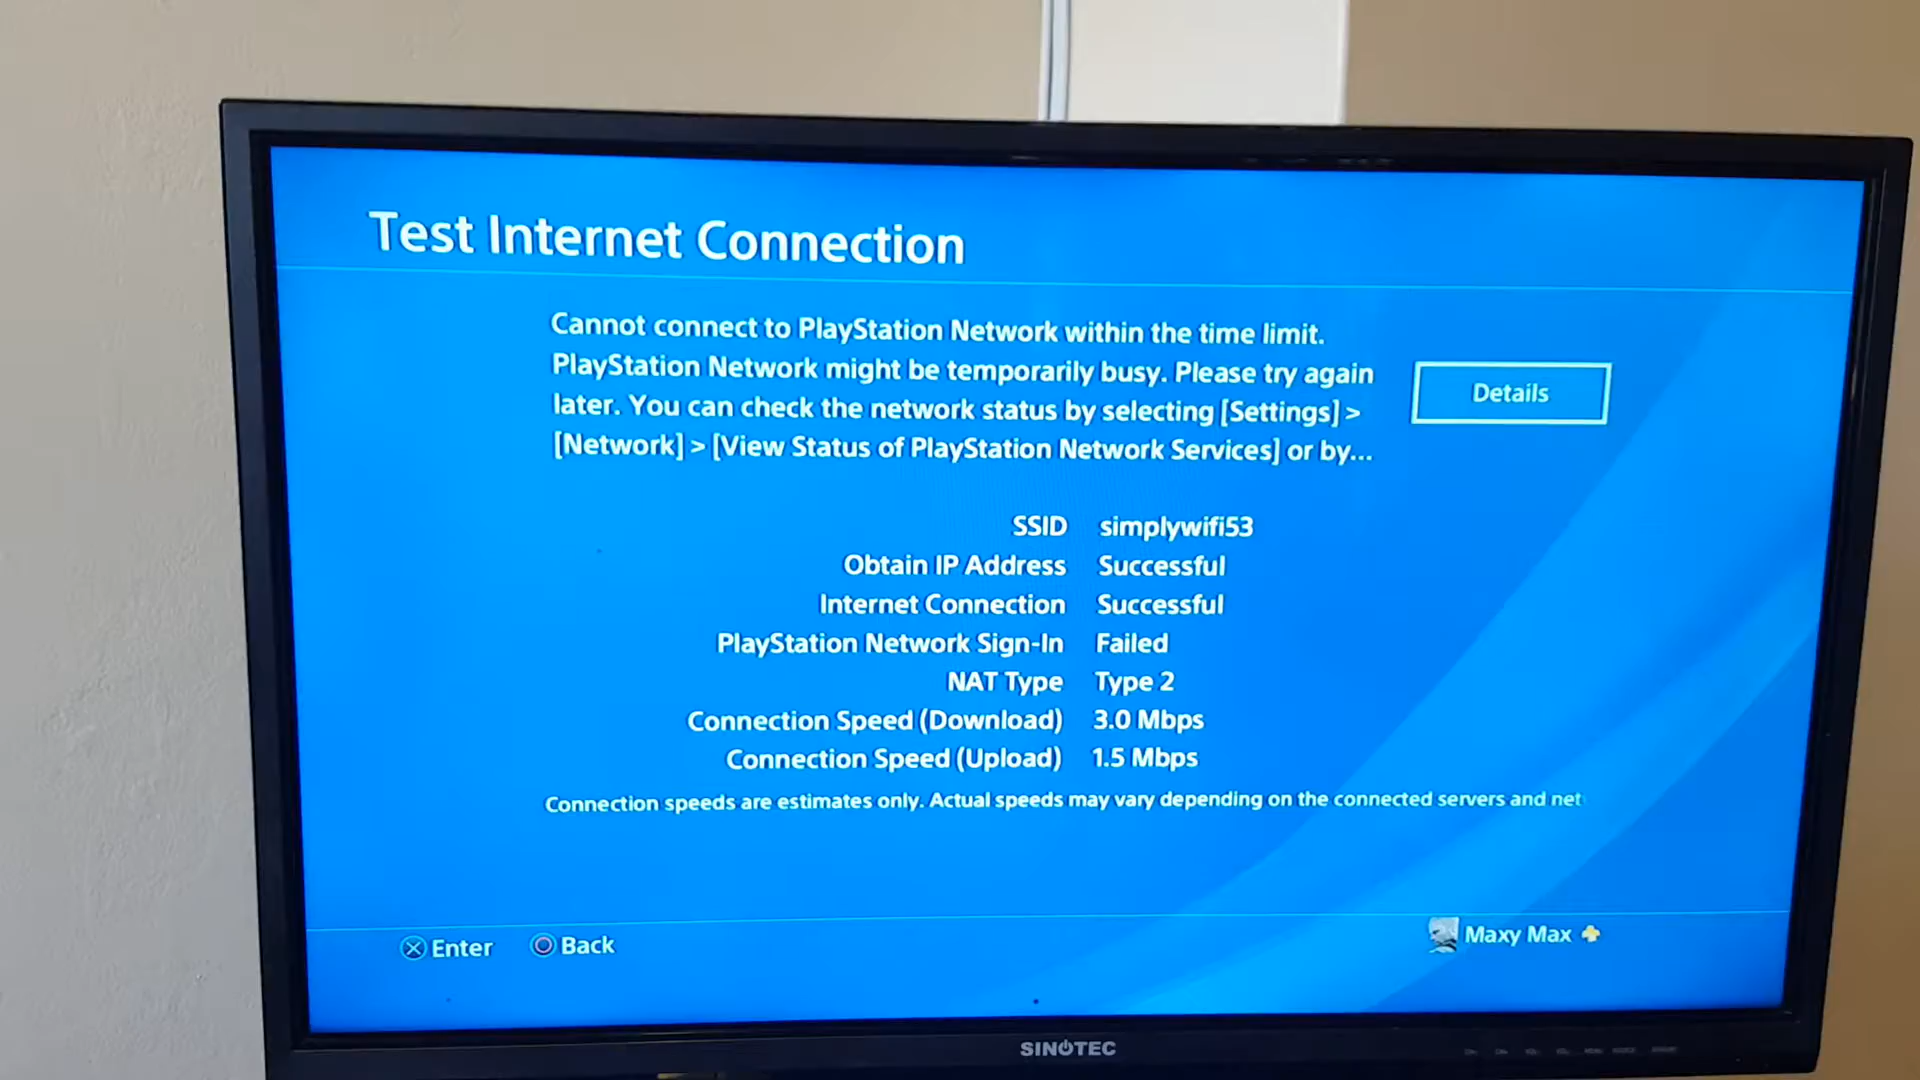 Test Internet Connection
Cannot connect to PlayStation Network within the time limit.
PlayStation Network might be temporarily busy. Please try again
later. You can check the network status by selecting [Settings] >
[Network] > [View Status of PlayStation Network Services] or by...
Details
SSID simplywifi53
Obtain IP Address Successful
Internet Connection Successful
PlayStation Network Sign-In Failed
NAT Type Type 2
Connection Speed (Download) 3.0 Mbps
Connection Speed (Upload) 1.5 Mbps
Connection speeds are estimates only. Actual speeds may vary depending on the connected servers and net
Enter Back
Maxy Max
SINOTEC